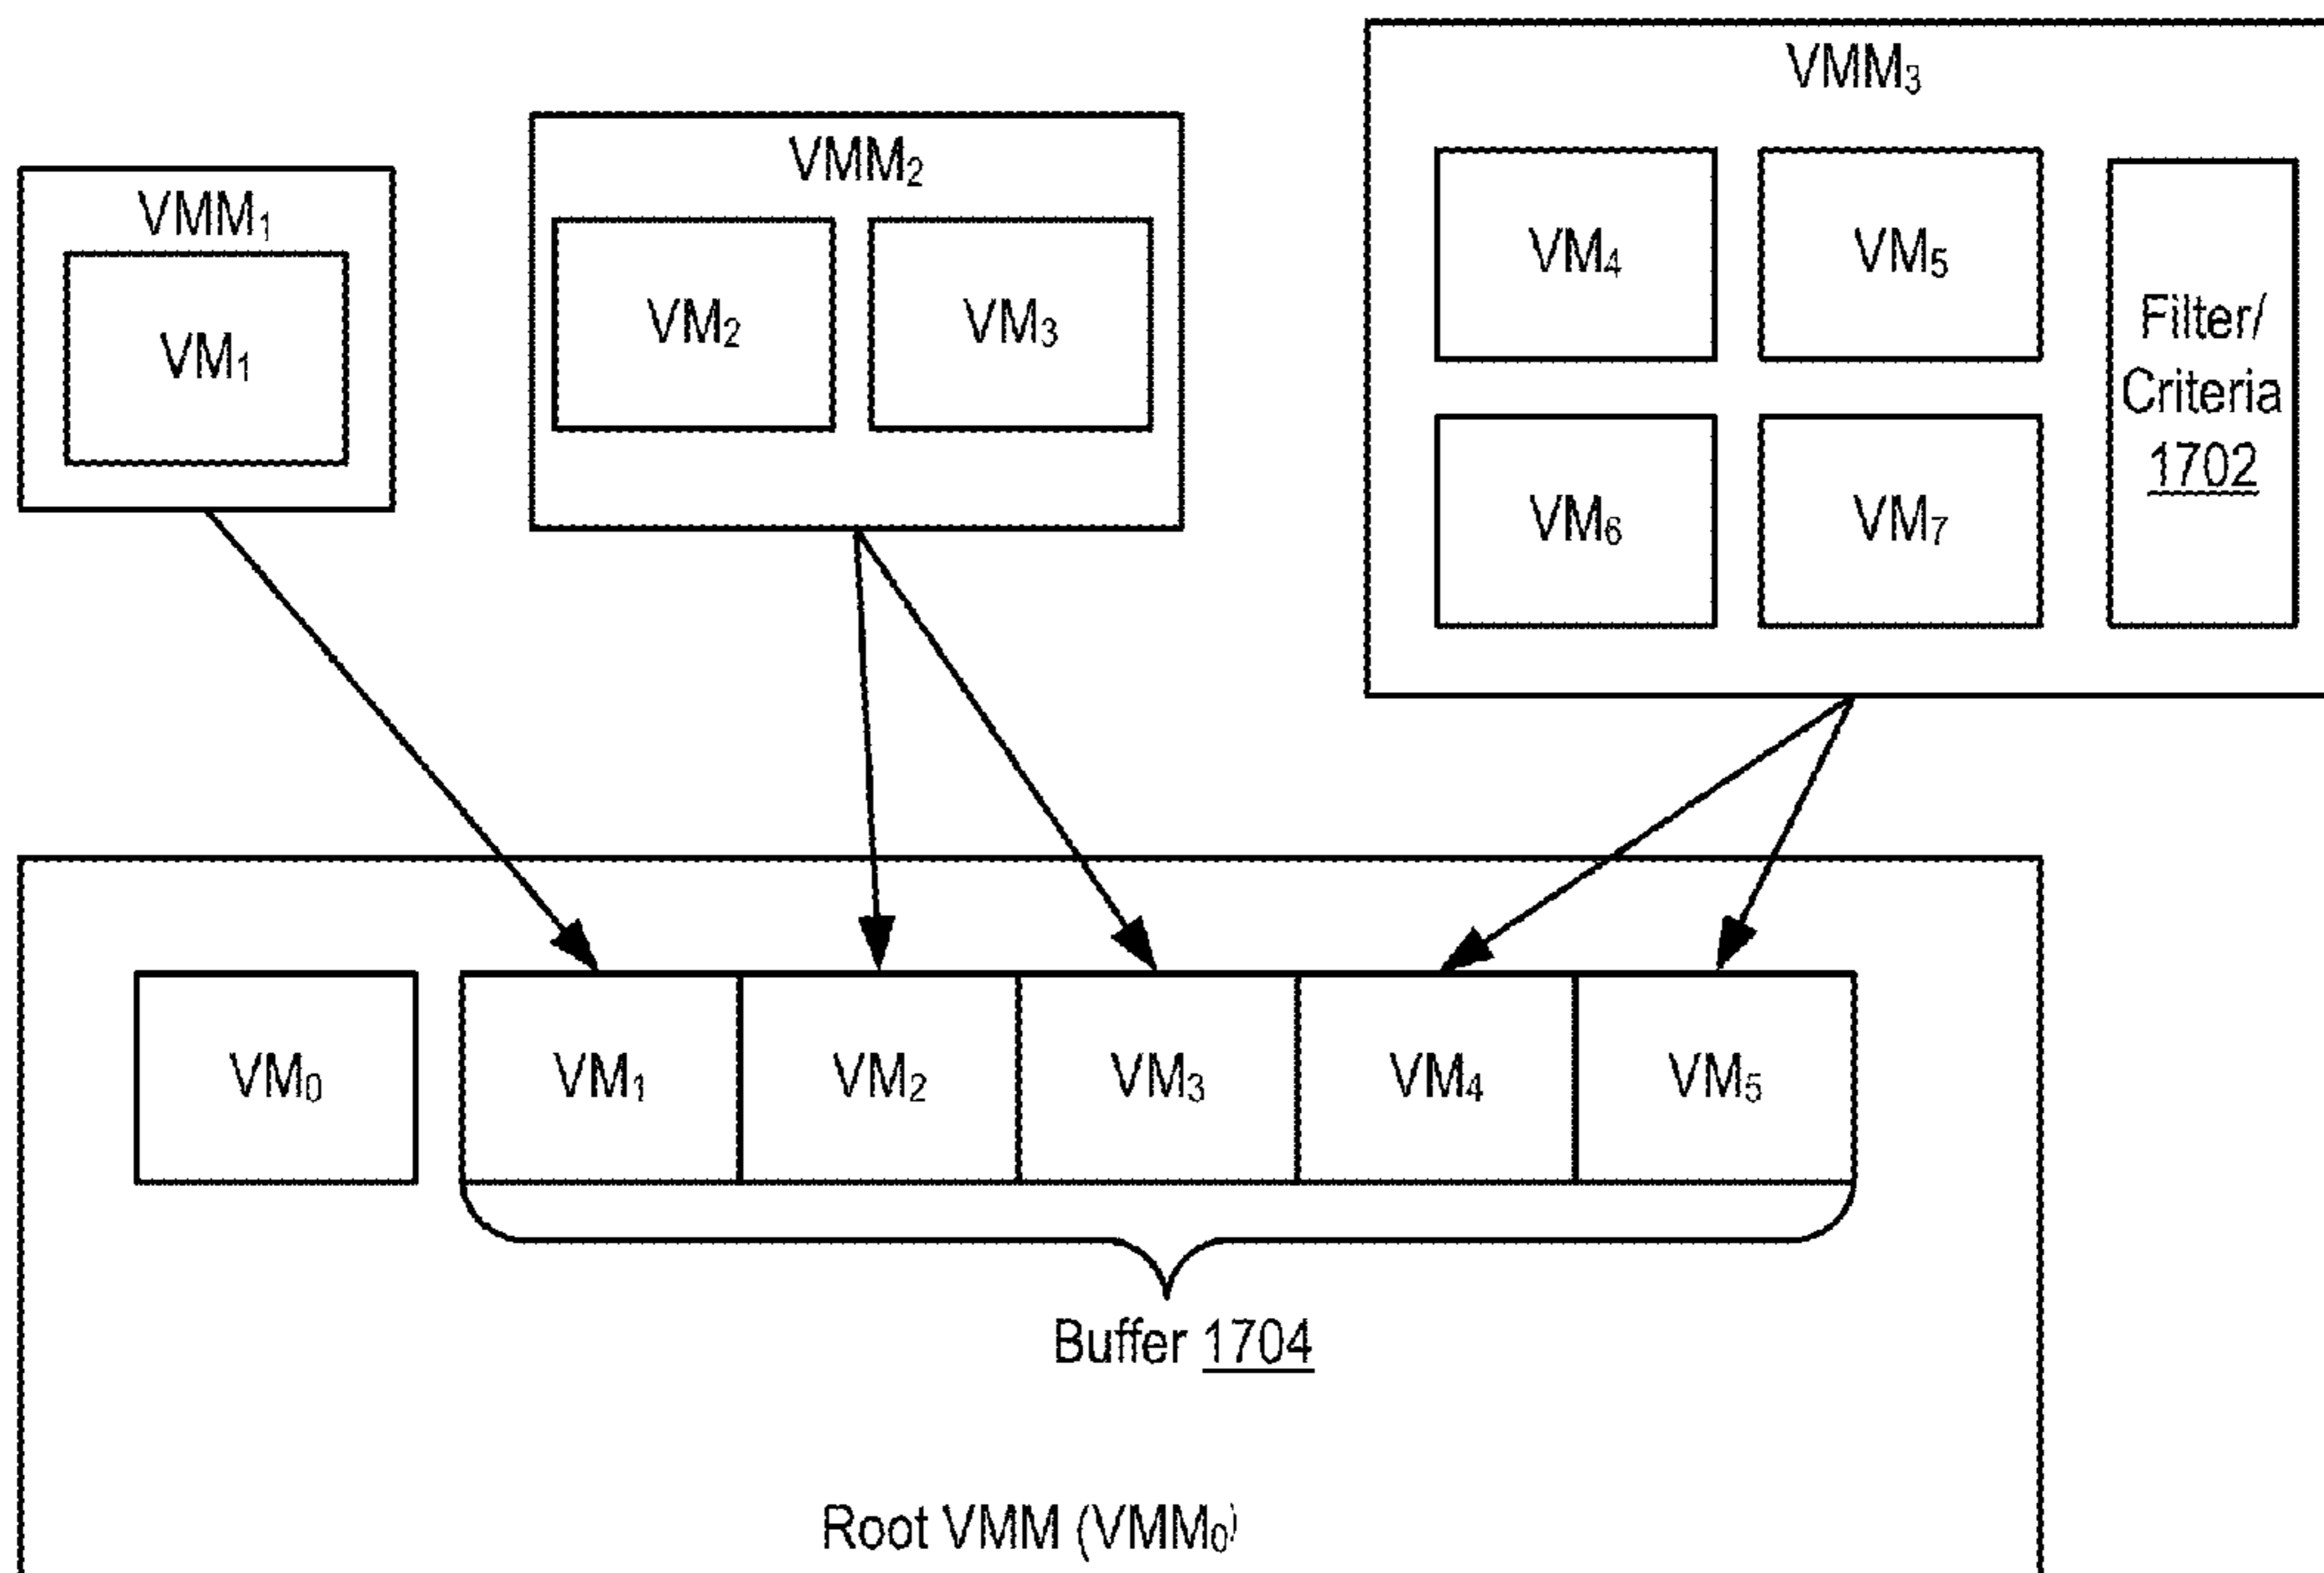 VMM₁
VM₁
VMM₂
VM₂
VM₃
VMM₃
VM₄
VM₅
VM₆
VM₇
Filter/
Criteria
1702
VM₀
VM₁
VM₂
VM₃
VM₄
VM₅
Buffer 1704
Root VMM (VMM₀)